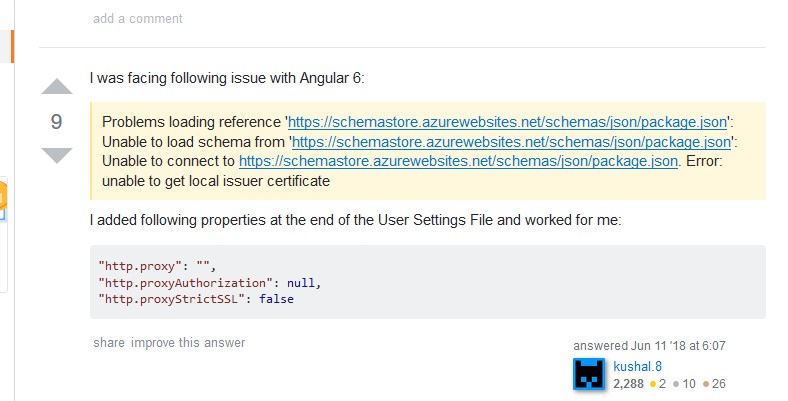 add a comment
I was facing following issue with Angular 6:
9
Problems loading reference 'https://schemastore.azurewebsites.net/schemas/json/package.json':
Unable to load schema from 'https://schemastore.azurewebsites.net/schemas/json/package.json':
Unable to connect to https://schemastore.azurewebsites.net/schemas/json/package.json. Error:
unable to get local issuer certificate
I added following properties at the end of the User Settings File and worked for me:
"http.proxy": "",
"http.proxyAuthorization": null,
"http.proxyStrictSSL": false
share improve this answer
answered Jun 11 '18 at 6:07
kushal.8
2,288 ●2 ●10 ●26